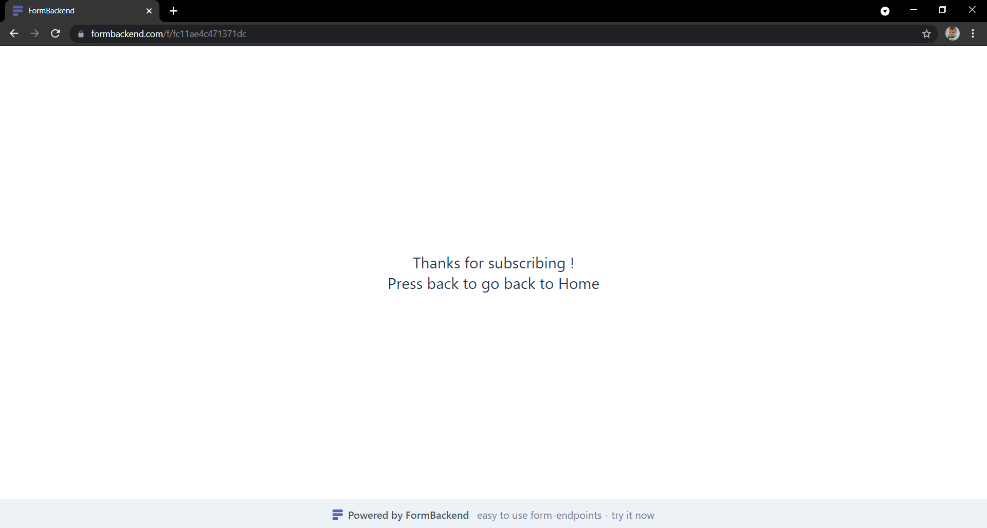 FormBackend
formbackend.com/f/fc11ae4c471371dc
Thanks for subscribing !
Press back to go back to Home
Powered by FormBackend easy to use form-endpoints - try it now